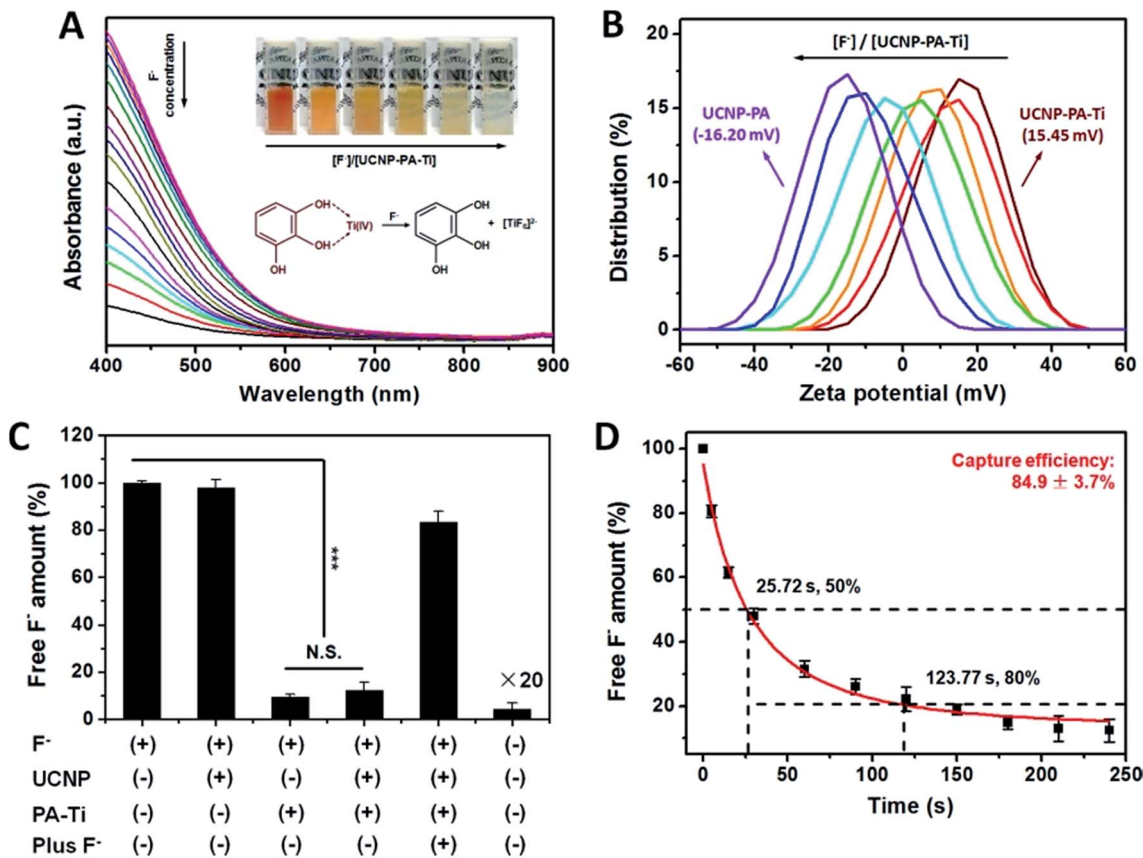 A
F⁻
concentration
[F⁻]/[UCNP-PA-Ti]
OH
OH
OH
Ti(IV)
F⁻
OH
OH
OH
+ [TiF₆]²⁻
Absorbance (a.u.)
400 500 600 700 800 900
Wavelength (nm)
B
[F⁻] / [UCNP-PA-Ti]
UCNP-PA
(-16.20 mV)
UCNP-PA-Ti
(15.45 mV)
Distribution (%)
20
15
10
5
0
-60 -40 -20 0 20 40 60
Zeta potential (mV)
C
Free F⁻ amount (%)
120
100
80
60
40
20
0
***
N.S.
×20
F⁻ (+) (+) (+) (+) (+) (-)
UCNP (-) (+) (-) (+) (+) (-)
PA-Ti (-) (-) (+) (+) (+) (-)
Plus F⁻ (-) (-) (-) (-) (+) (-)
D
Free F⁻ amount (%)
100
80
60
40
20
Capture efficiency:
84.9 ± 3.7%
25.72 s, 50%
123.77 s, 80%
0 50 100 150 200 250
Time (s)